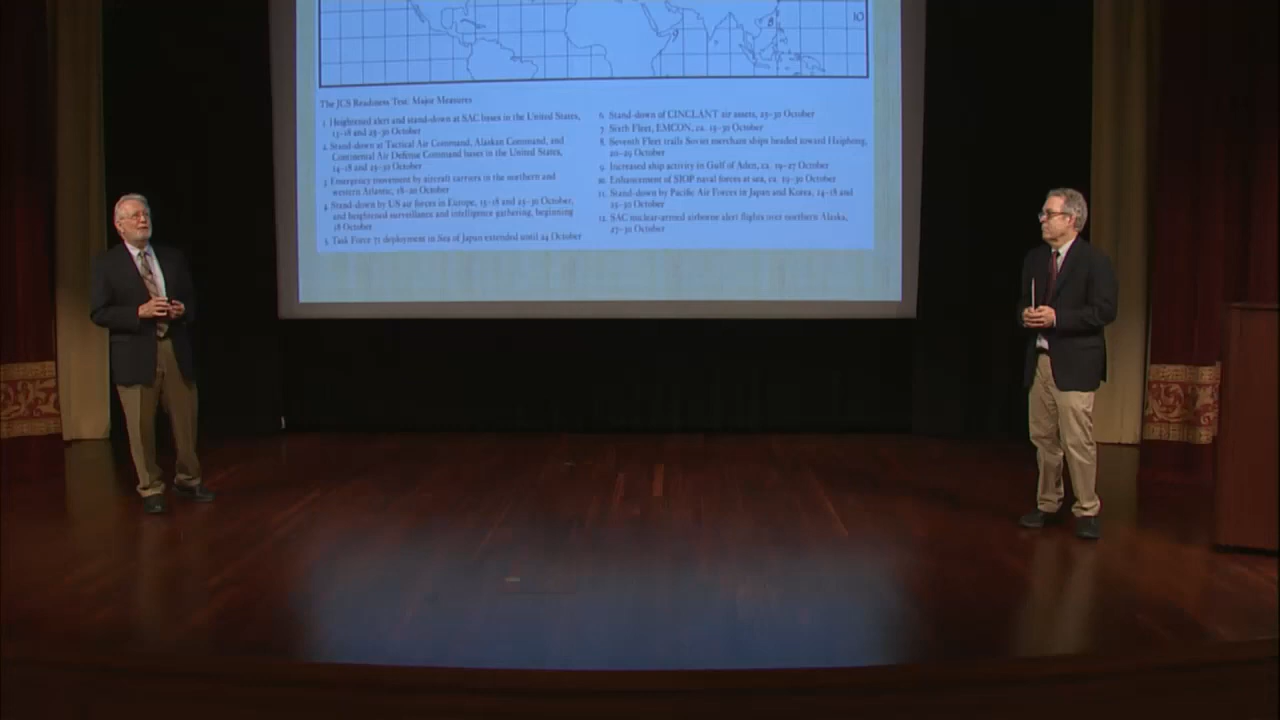 10
The JCS Readiness Test: Major Measures
1. Heightened alert and stand-down at SAC bases in the United States,
13-18 and 25-30 October
2. Stand-down at Tactical Air Command, Alaskan Command, and
Continental Air Defense Command bases in the United States,
14-18 and 25-30 October
3. Emergency movement by aircraft carriers in the northern and
western Atlantic, 18-20 October
4. Stand-down by US air forces in Europe, 15-18 and 25-30 October,
and heightened surveillance and intelligence gathering, beginning
18 October
5. Task Force 71 deployment in Sea of Japan extended until 24 October
6. Stand-down of CINCLANT air assets, 25-30 October
7. Sixth Fleet, EMCON, ca. 15-30 October
8. Seventh Fleet trails Soviet merchant ships headed toward Haiphong,
20-29 October
9. Increased ship activity in Gulf of Aden, ca. 19-27 October
10. Enhancement of SIOP naval forces at sea, ca. 19-30 October
11. Stand-down by Pacific Air Forces in Japan and Korea, 14-18 and
25-30 October
12. SAC nuclear-armed airborne alert flights over northern Alaska,
27-30 October